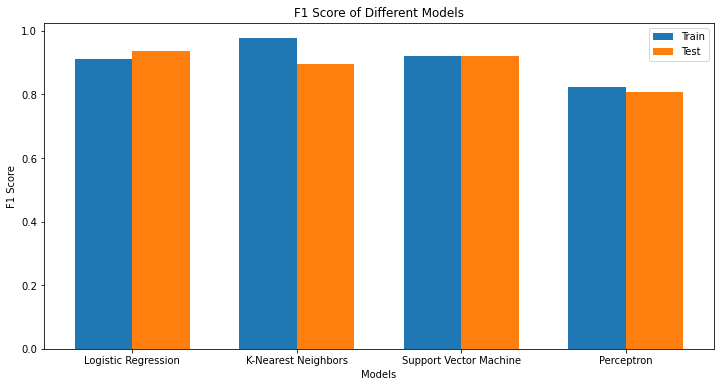 F1 Score of Different Models
Train
Test
1.0
0.8
0.6
0.4
0.2
0.0
F1 Score
Logistic Regression
K-Nearest Neighbors
Support Vector Machine
Perceptron
Models